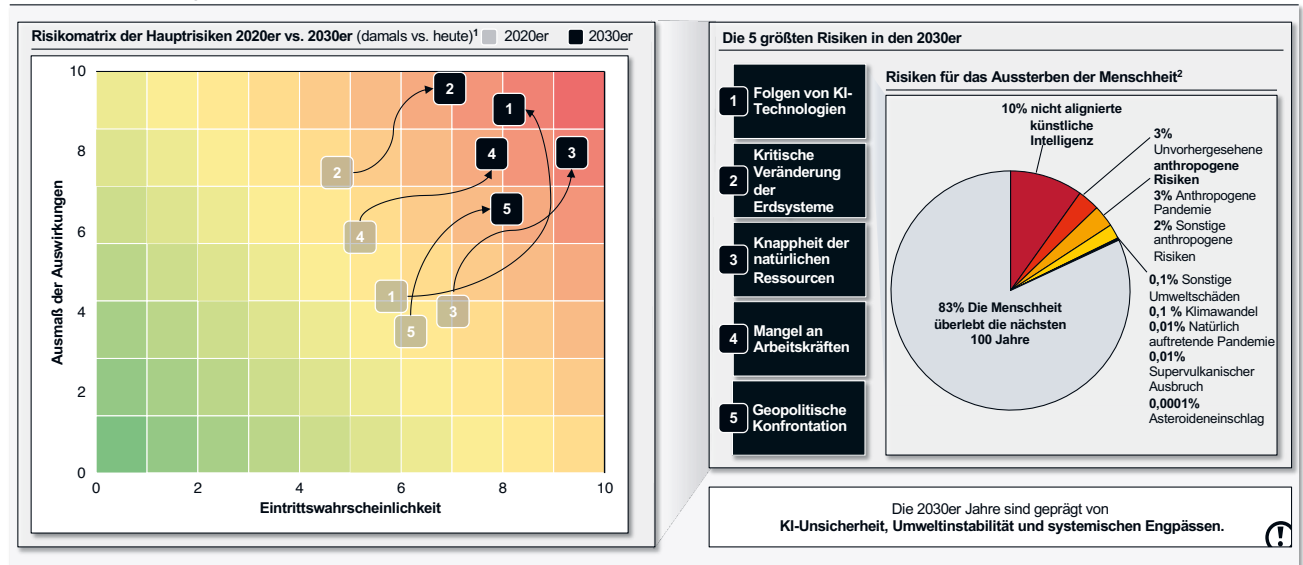 Risikomatrix der Hauptrisiken 2020er vs. 2030er (damals vs. heute)¹ 2020er 2030er
10
8
6
4
2
0
Ausmaß der Auswirkungen
2
1
4
3
2
5
4
1
3
5
0 2 4 6 8 10
Eintrittswahrscheinlichkeit
Die 5 größten Risiken in den 2030er
1
Folgen von KI-
Technologien
2
Kritische
Veränderung
der
Erdsysteme
3
Knappheit der
natürlichen
Ressourcen
4
Mangel an
Arbeitskräften
5
Geopolitische
Konfrontation
Risiken für das Aussterben der Menschheit²
10% nicht alignierte
künstliche
Intelligenz
3%
Unvorhergesehene
anthropogene
Risiken
3% Anthropogene
Pandemie
2% Sonstige
anthropogene
Risiken
0,1% Sonstige
Umweltschäden
0,1 % Klimawandel
0,01% Natürlich
auftretende Pandemie
0,01%
Supervulkanischer
Ausbruch
0,0001%
Asteroideneinschlag
83% Die Menschheit
überlebt die nächsten
100 Jahre
Die 2030er Jahre sind geprägt von
KI-Unsicherheit, Umweltinstabilität und systemischen Engpässen.
!